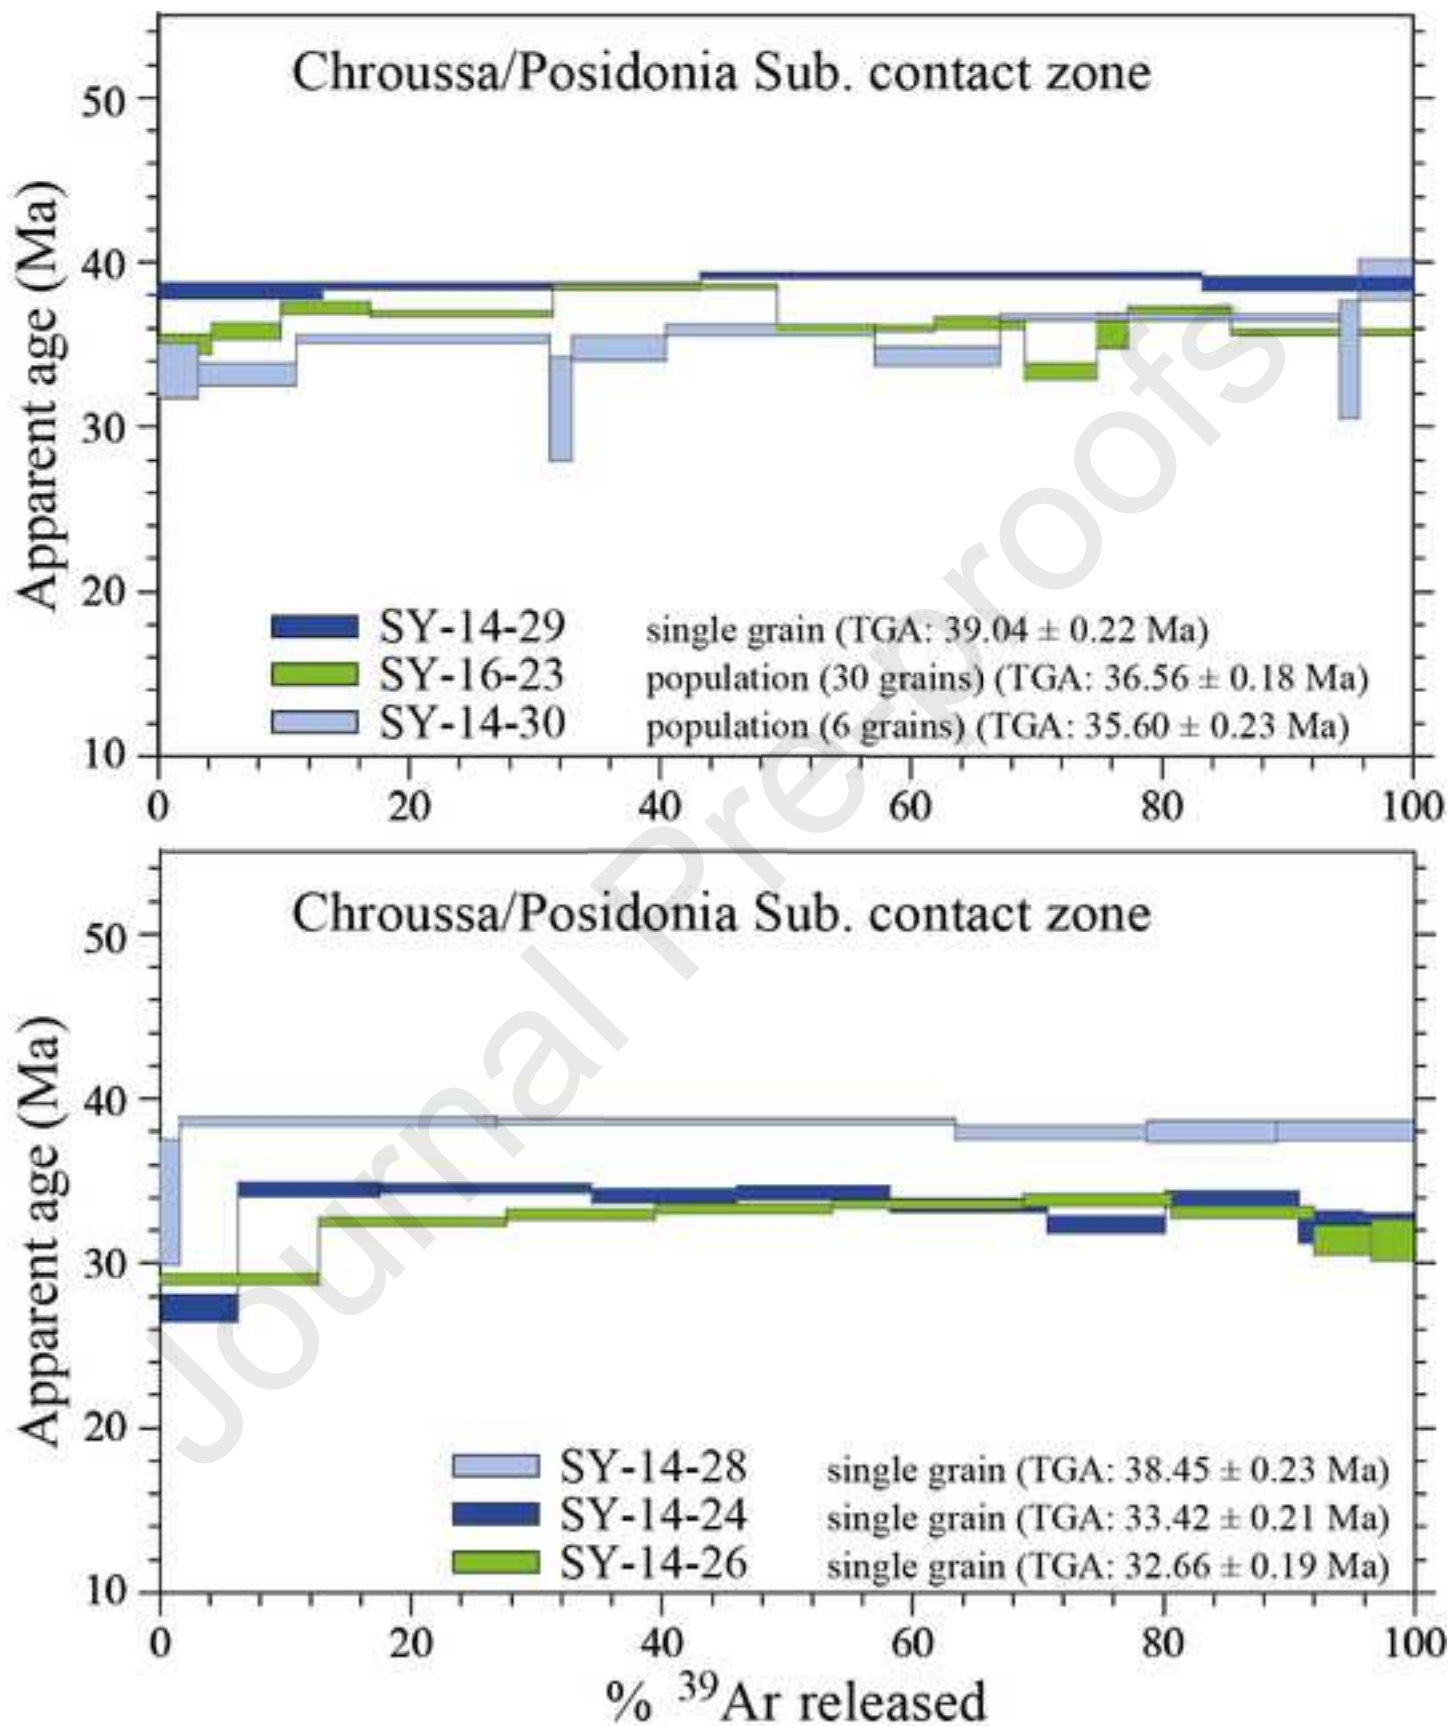 Chroussa/Posidonia Sub. contact zone
Apparent age (Ma)
50
40
30
20
10
SY-14-29 single grain (TGA: 39.04 ± 0.22 Ma)
SY-16-23 population (30 grains) (TGA: 36.56 ± 0.18 Ma)
SY-14-30 population (6 grains) (TGA: 35.60 ± 0.23 Ma)
0 20 40 60 80 100
Chroussa/Posidonia Sub. contact zone
Apparent age (Ma)
50
40
30
20
10
SY-14-28 single grain (TGA: 38.45 ± 0.23 Ma)
SY-14-24 single grain (TGA: 33.42 ± 0.21 Ma)
SY-14-26 single grain (TGA: 32.66 ± 0.19 Ma)
0 20 40 60 80 100
% ³⁹Ar released
Journal Pre-proofs